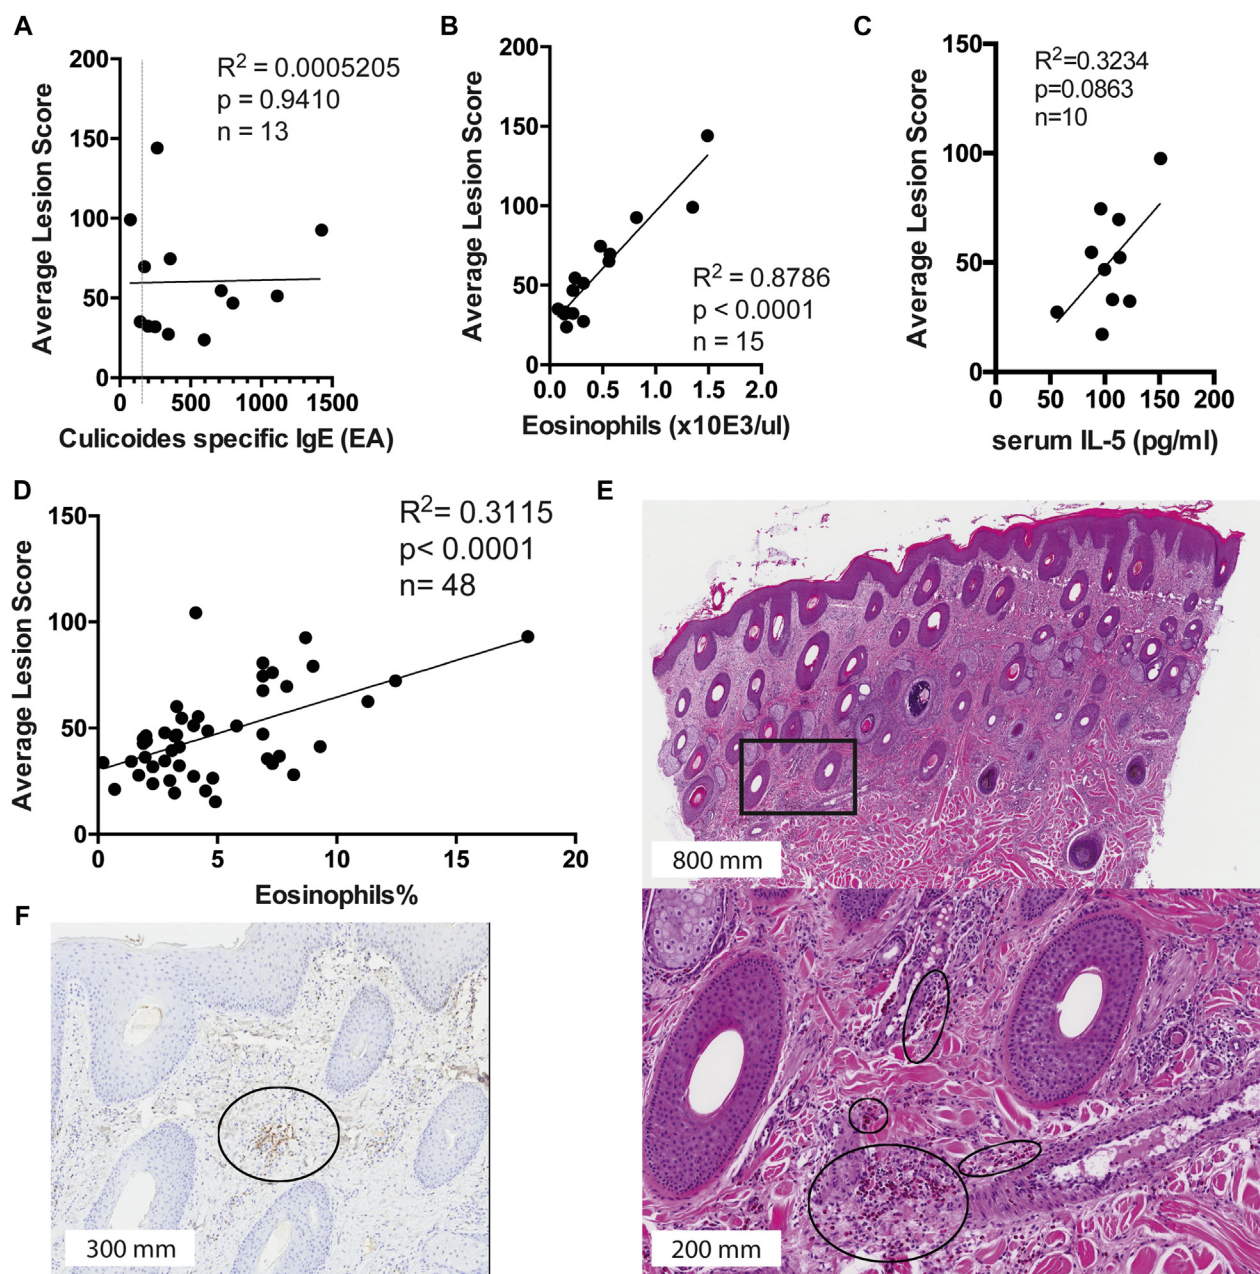 A
200
150
100
50
0
Average Lesion Score
R² = 0.0005205
p = 0.9410
n = 13
0 500 1000 1500
Culicoides specific IgE (EA)
B
200
150
100
50
0
Average Lesion Score
R² = 0.8786
p < 0.0001
n = 15
0.0 0.5 1.0 1.5 2.0
Eosinophils (x10E3/ul)
C
150
100
50
0
Average Lesion Score
R²=0.3234
p=0.0863
n=10
0 50 100 150 200
serum IL-5 (pg/ml)
D
150
100
50
0
Average Lesion Score
R²= 0.3115
p< 0.0001
n= 48
0 5 10 15 20
Eosinophils%
E
800 mm
200 mm
F
300 mm